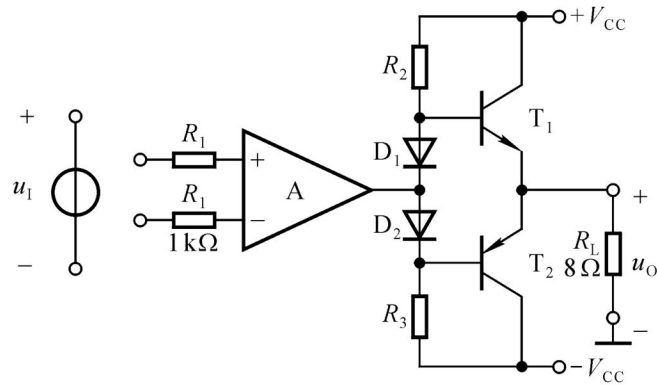 +V_CC
R_2
T_1
+
R_1
+
D_1
u_I
A
+
R_1
−
D_2
1 kΩ
R_L
8 Ω
u_O
T_2
−
R_3
−
−V_CC